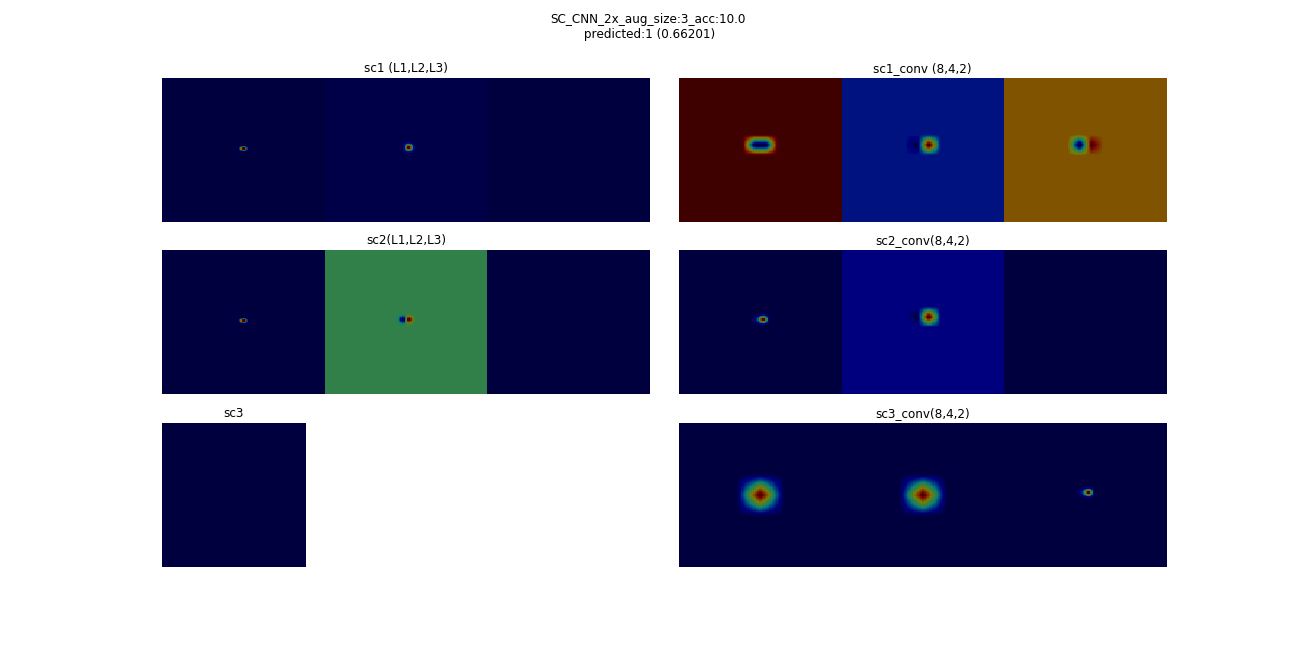 SC_CNN_2x_aug_size:3_acc:10.0
predicted:1 (0.66201)
sc1 (L1,L2,L3)
sc1_conv (8,4,2)
sc2(L1,L2,L3)
sc2_conv(8,4,2)
sc3
sc3_conv(8,4,2)